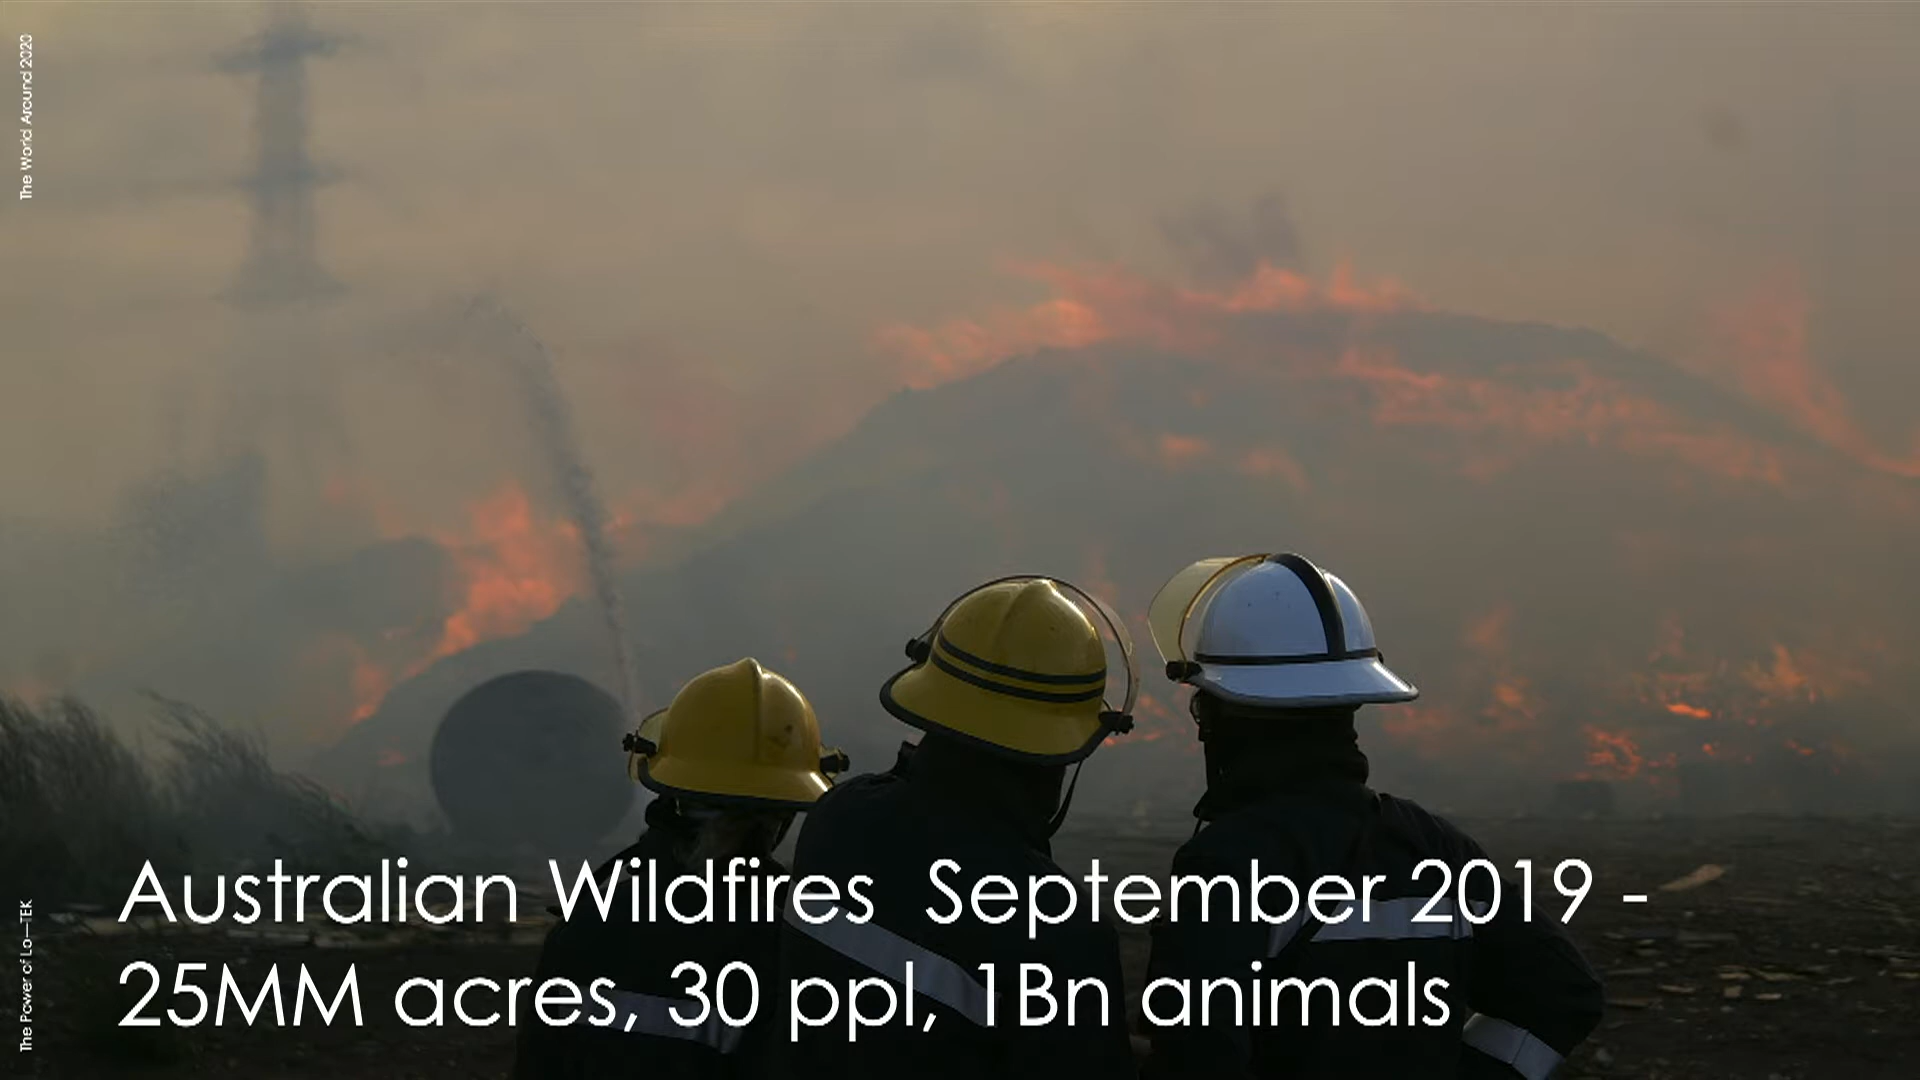 The World Around 2020
Australian Wildfires  September 2019 -
25MM acres, 30 ppl, 1Bn animals
The Power of Lo—TEK